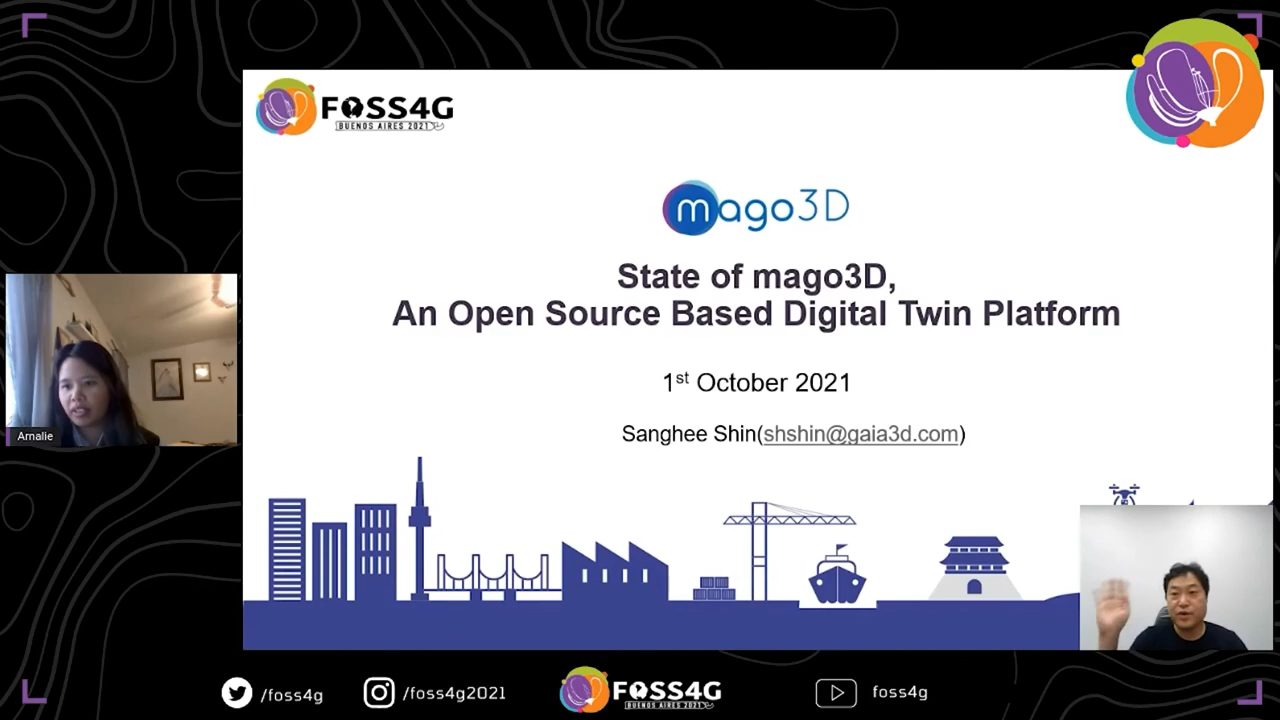 FOSS4G
BUENOS AIRES 2021
mago3D
State of mago3D,
An Open Source Based Digital Twin Platform
1st October 2021
Sanghee Shin(shshin@gaia3d.com)
Arnalie
/foss4g
/foss4g2021
FOSS4G
BUENOS AIRES 2021
foss4g